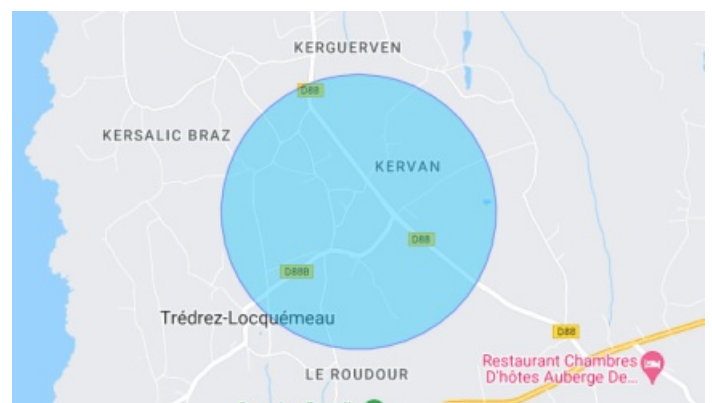 KERGUERVEN
D88
KERSALIC BRAZ
KERVAN
D88
D88B
Trédrez-Locquémeau
D88
Restaurant Chambres
D'hôtes Auberge De...
LE ROUDOUR